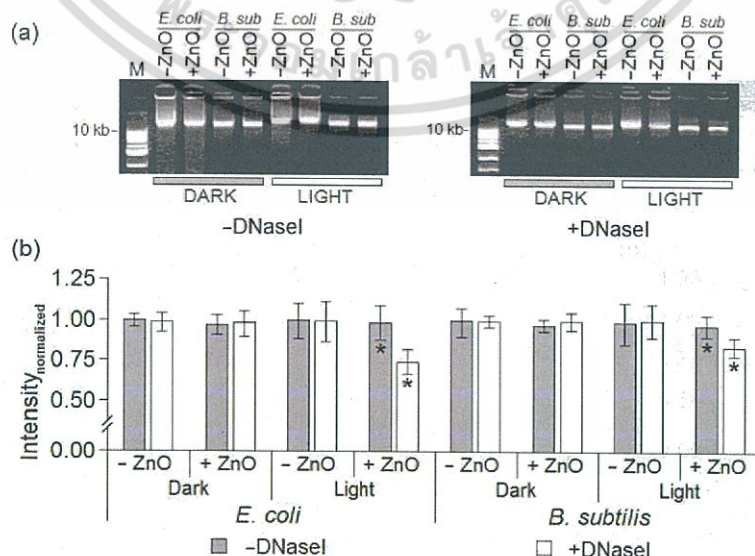 (a)
E. coli B. sub E. coli B. sub
M −ZnO +ZnO −ZnO +ZnO −ZnO +ZnO −ZnO +ZnO
10 kb-
DARK LIGHT
−DNaseI
E. coli B. sub E. coli B. sub
M −ZnO +ZnO −ZnO +ZnO −ZnO +ZnO −ZnO +ZnO
10 kb-
DARK LIGHT
+DNaseI
(b)
Intensity normalized
1.25
1.00
0.75
0.50
0.00
* * * *
− ZnO + ZnO − ZnO + ZnO − ZnO + ZnO − ZnO + ZnO
Dark Light Dark Light
E. coli B. subtilis
−DNaseI +DNaseI